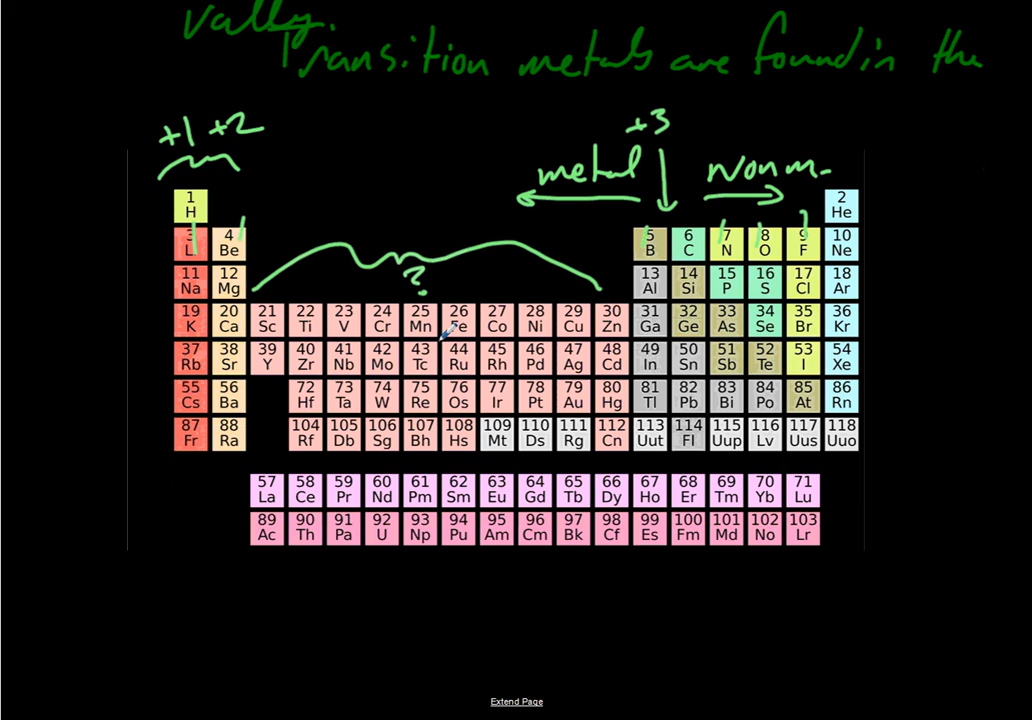 vally.
Transition metals are found in the
+1 +2
+3
metal
Nonm.
?
1 2
H He
3 4 5 6 7 8 9 10
Li Be B C N O F Ne
11 12 13 14 15 16 17 18
Na Mg Al Si P S Cl Ar
19 20 21 22 23 24 25 26 27 28 29 30 31 32 33 34 35 36
K Ca Sc Ti V Cr Mn Fe Co Ni Cu Zn Ga Ge As Se Br Kr
37 38 39 40 41 42 43 44 45 46 47 48 49 50 51 52 53 54
Rb Sr Y Zr Nb Mo Tc Ru Rh Pd Ag Cd In Sn Sb Te I Xe
55 56 72 73 74 75 76 77 78 79 80 81 82 83 84 85 86
Cs Ba Hf Ta W Re Os Ir Pt Au Hg Tl Pb Bi Po At Rn
87 88 104 105 106 107 108 109 110 111 112 113 114 115 116 117 118
Fr Ra Rf Db Sg Bh Hs Mt Ds Rg Cn Uut Fl Uup Lv Uus Uuo
57 58 59 60 61 62 63 64 65 66 67 68 69 70 71
La Ce Pr Nd Pm Sm Eu Gd Tb Dy Ho Er Tm Yb Lu
89 90 91 92 93 94 95 96 97 98 99 100 101 102 103
Ac Th Pa U Np Pu Am Cm Bk Cf Es Fm Md No Lr
Extend Page